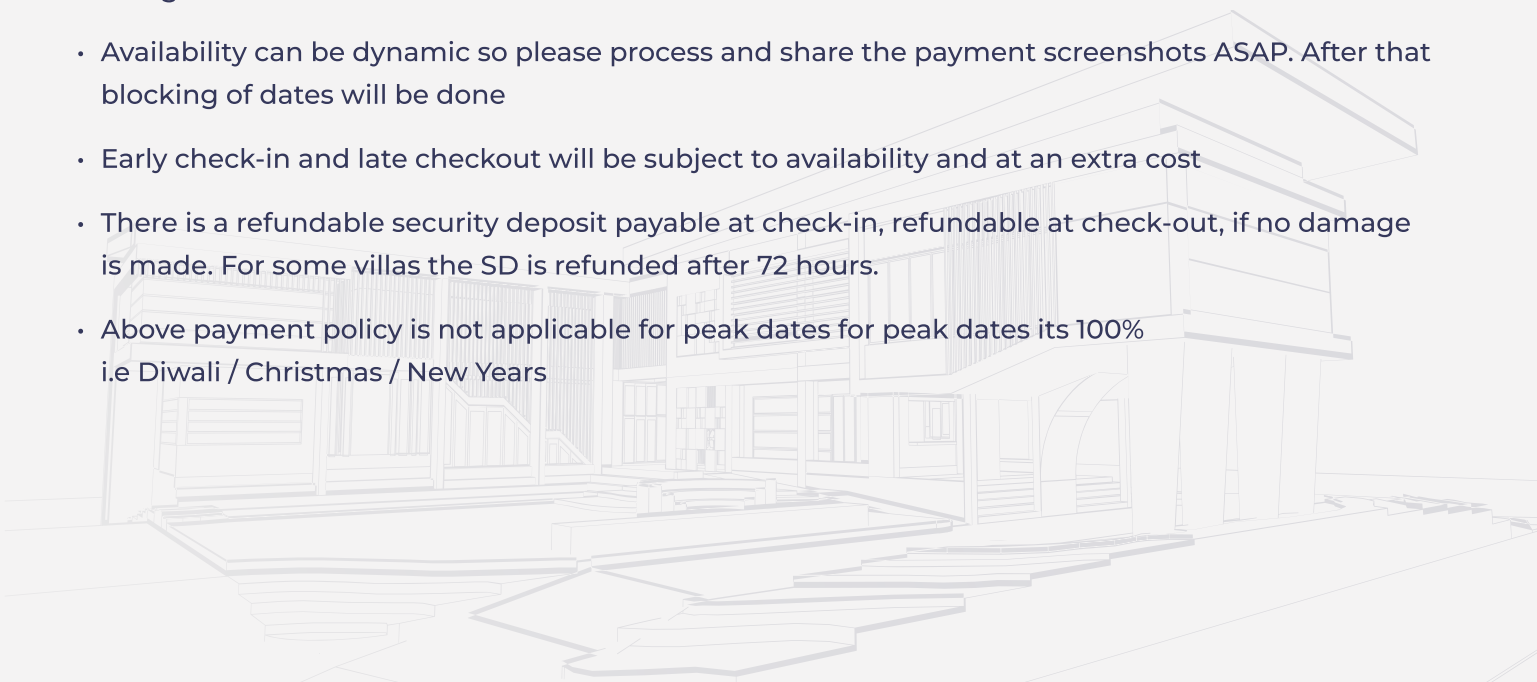 • Availability can be dynamic so please process and share the payment screenshots ASAP. After that
blocking of dates will be done
• Early check-in and late checkout will be subject to availability and at an extra cost
• There is a refundable security deposit payable at check-in, refundable at check-out, if no damage
is made. For some villas the SD is refunded after 72 hours.
• Above payment policy is not applicable for peak dates for peak dates its 100%
i.e Diwali / Christmas / New Years